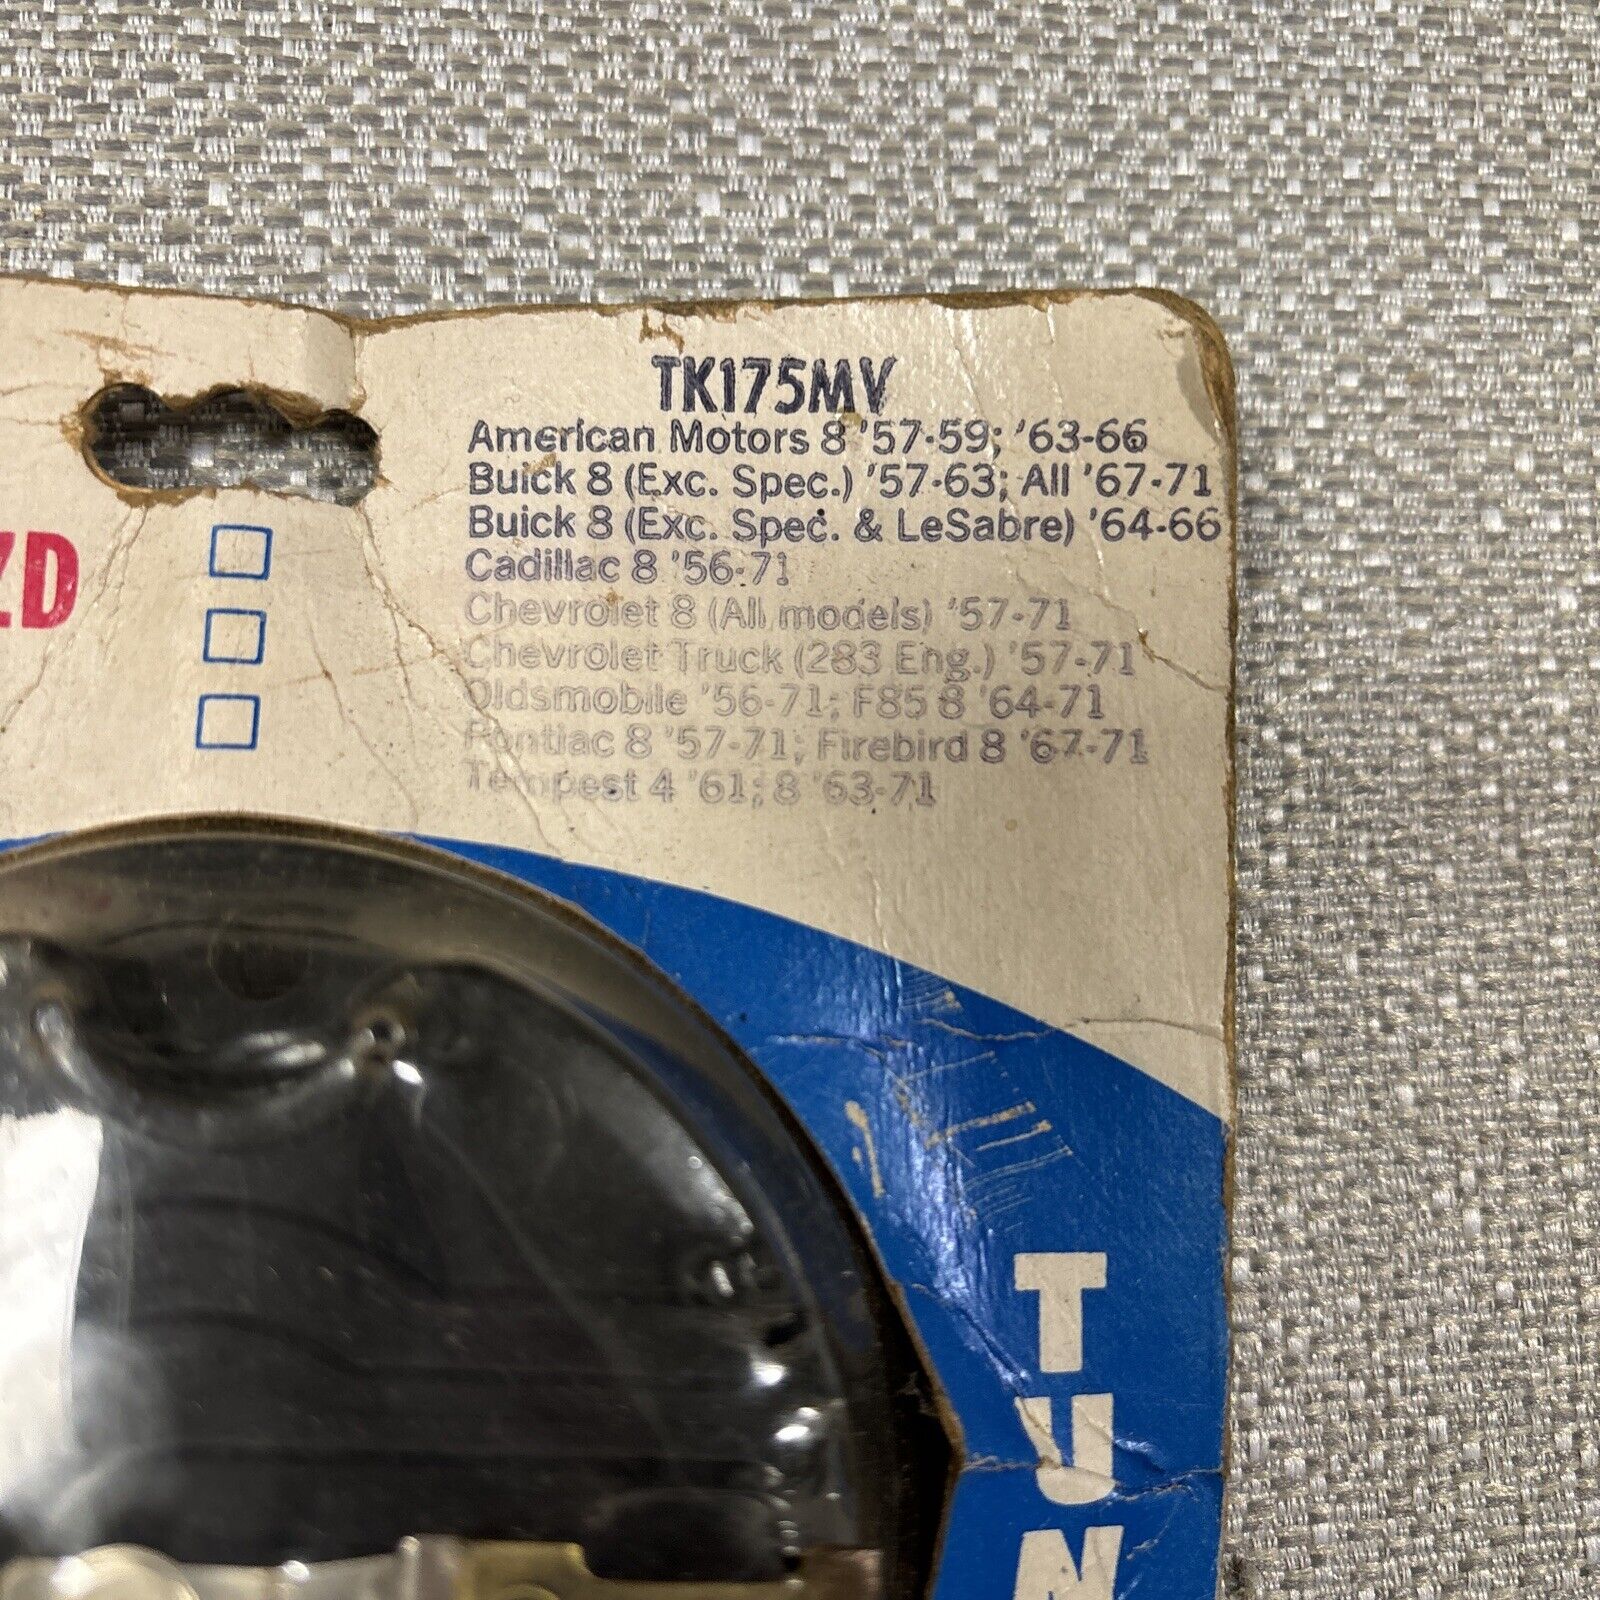 TK175MV
American Motors 8 '57-59; '63-66
Buick 8 (Exc. Spec.) '57-63; All '67-71
Buick 8 (Exc. Spec. & LeSabre) '64-66
Cadillac 8 '56-71
Chevrolet 8 (All models) '57-71
Chevrolet Truck (283 Eng.) '57-71
Oldsmobile '56-71; F85 8 '64-71
Pontiac 8 '57-71; Firebird 8 '67-71
Tempest 4 '61; 8 '63-71
ZD
TUN